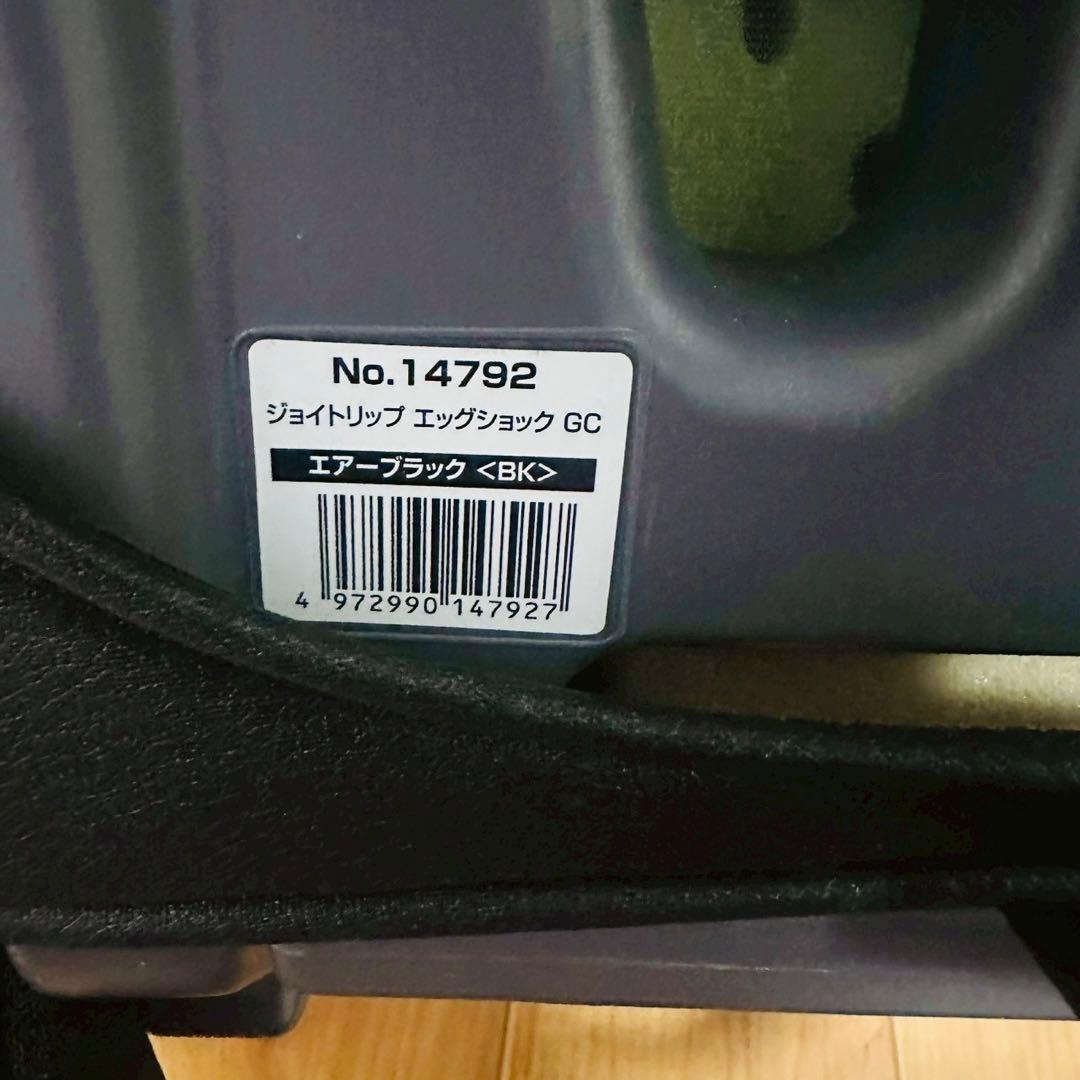 No.14792
ジョイトリップ エッグショック GC
エアーブラック <BK>
4 972990 147927